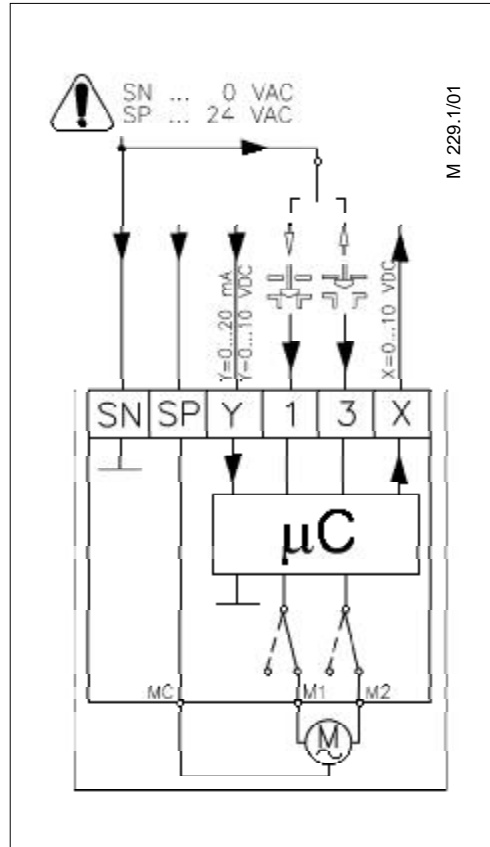 SN ... 0 VAC
SP ... 24 VAC
M 229.1/01
Y=0...20 mA
Y=0...10 VDC
X=0...10 VDC
SN SP Y 1 3 X
µC
MC M1 M2
M